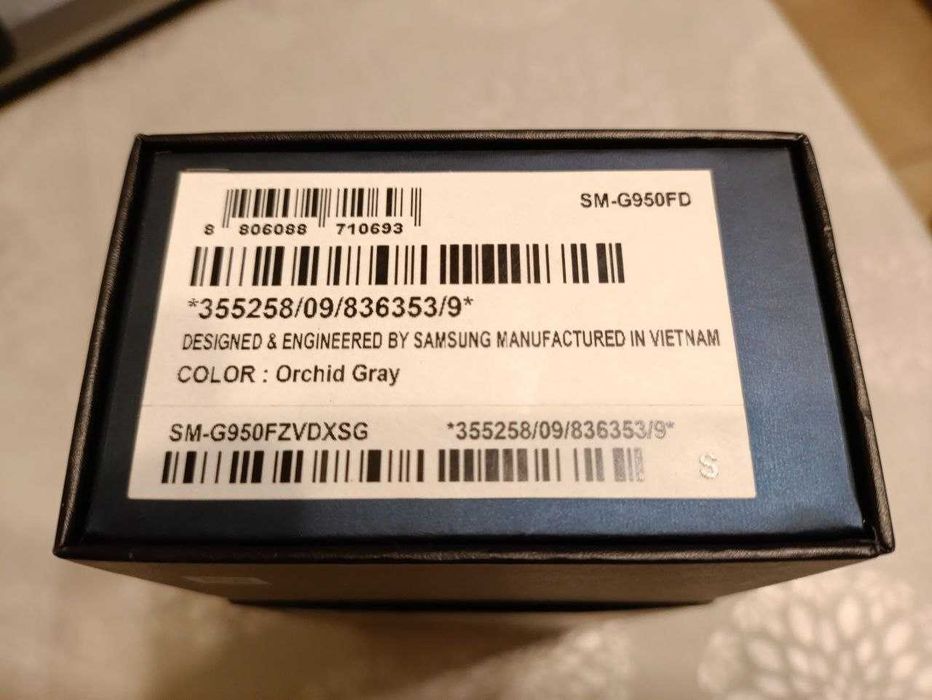 SM-G950FD
8 806088 710693
*355258/09/836353/9*
DESIGNED & ENGINEERED BY SAMSUNG MANUFACTURED IN VIETNAM
COLOR : Orchid Gray
SM-G950FZVDXSG *355258/09/836353/9*
S